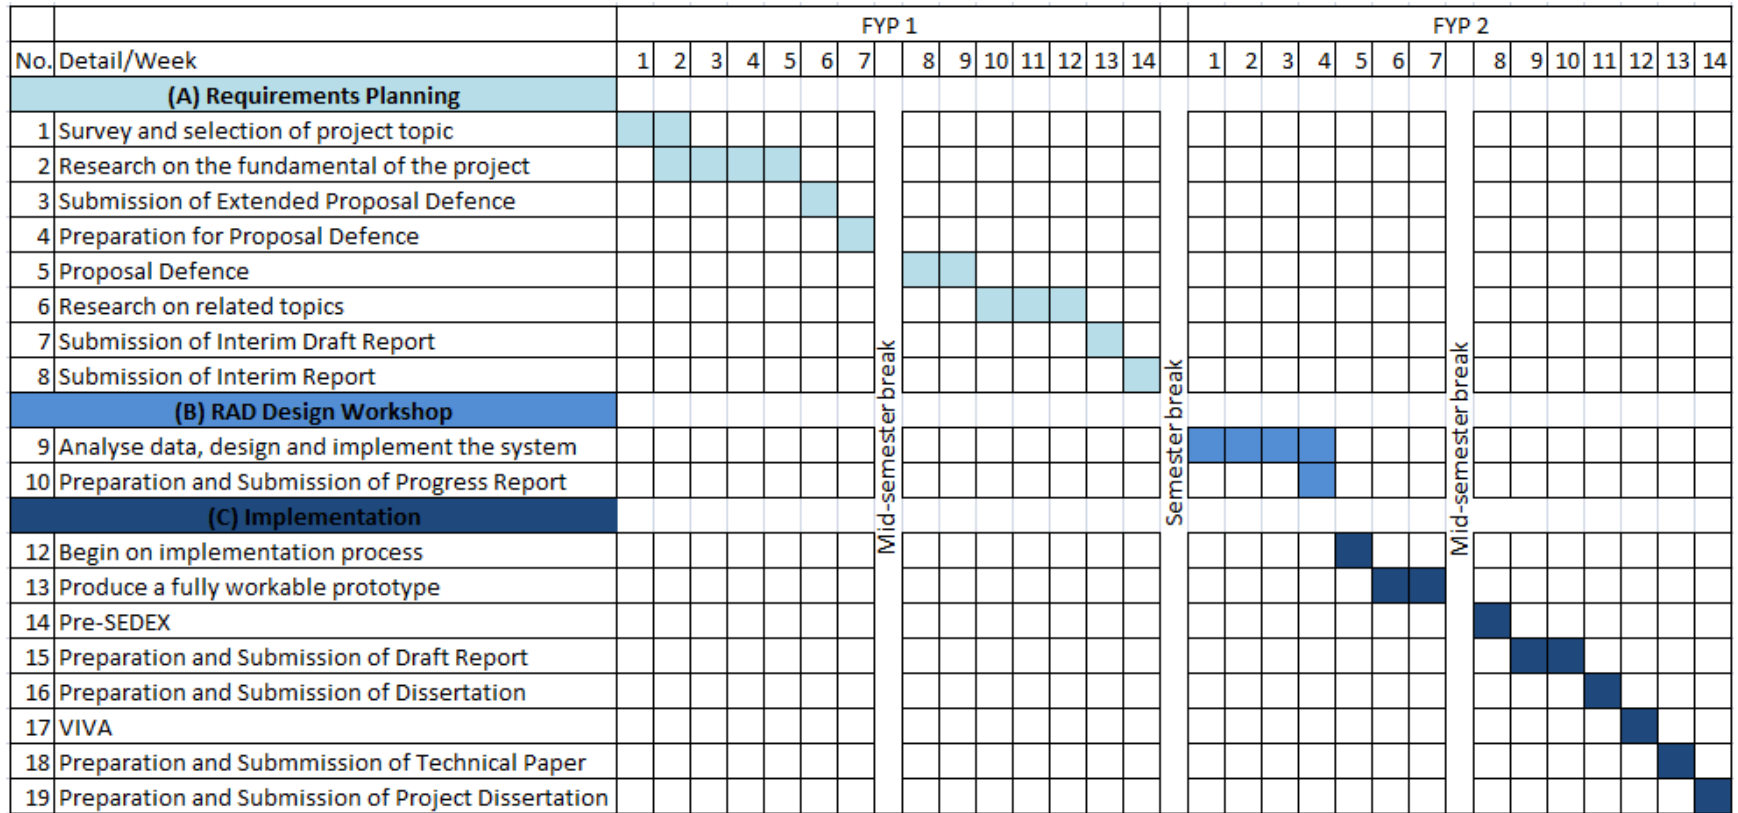 FYP 1 FYP 2
No. Detail/Week 1 2 3 4 5 6 7 8 9 10 11 12 13 14 1 2 3 4 5 6 7 8 9 10 11 12 13 14
(A) Requirements Planning
1 Survey and selection of project topic
2 Research on the fundamental of the project
3 Submission of Extended Proposal Defence
4 Preparation for Proposal Defence
5 Proposal Defence
6 Research on related topics
7 Submission of Interim Draft Report
8 Submission of Interim Report
(B) RAD Design Workshop
9 Analyse data, design and implement the system
10 Preparation and Submission of Progress Report
(C) Implementation
12 Begin on implementation process
13 Produce a fully workable prototype
14 Pre-SEDEX
15 Preparation and Submission of Draft Report
16 Preparation and Submission of Dissertation
17 VIVA
18 Preparation and Submmission of Technical Paper
19 Preparation and Submission of Project Dissertation
Mid-semester break
Semester break
Mid-semester break